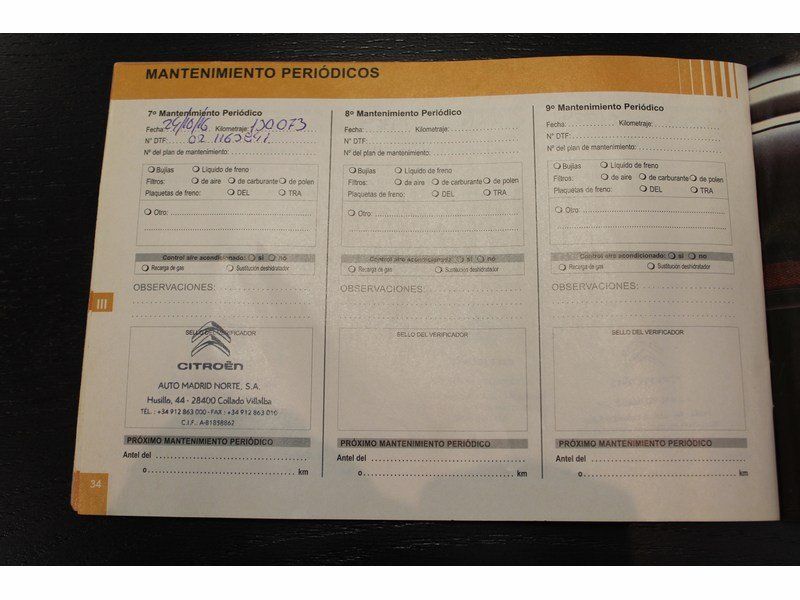 MANTENIMIENTO PERIÓDICOS
7º Mantenimiento Periódico
Fecha: 24/10/16 Kilometraje: 130073
N° DTF:
Nº del plan de mantenimiento:
Bujías Líquido de freno
Filtros: de aire de carburante de polen
Plaquetas de freno: DEL TRA
Otro:
Control aire acondicionado: si no
Recarga de gas Sustitución deshidratador
OBSERVACIONES:
SELLO DEL VERIFICADOR
CITROËN
AUTO MADRID NORTE, S.A.
Husillo, 44 - 28400 Collado Villalba
TEL.: +34 912 863 000 - FAX: +34 912 863 010
C.I.F.: A-81858862
PRÓXIMO MANTENIMIENTO PERIÓDICO
Antel del
o km
8º Mantenimiento Periódico
Fecha: Kilometraje:
N° DTF:
Nº del plan de mantenimiento:
Bujías Líquido de freno
Filtros: de aire de carburante de polen
Plaquetas de freno: DEL TRA
Otro:
Control aire acondicionado: si no
Recarga de gas Sustitución deshidratador
OBSERVACIONES:
SELLO DEL VERIFICADOR
PRÓXIMO MANTENIMIENTO PERIÓDICO
Antel del
o km
9º Mantenimiento Periódico
Fecha: Kilometraje:
N° DTF:
Nº del plan de mantenimiento:
Bujías Líquido de freno
Filtros: de aire de carburante de polen
Plaquetas de freno: DEL TRA
Otro:
Control aire acondicionado: si no
Recarga de gas Sustitución deshidratador
OBSERVACIONES:
SELLO DEL VERIFICADOR
PRÓXIMO MANTENIMIENTO PERIÓDICO
Antel del
o km
III
34